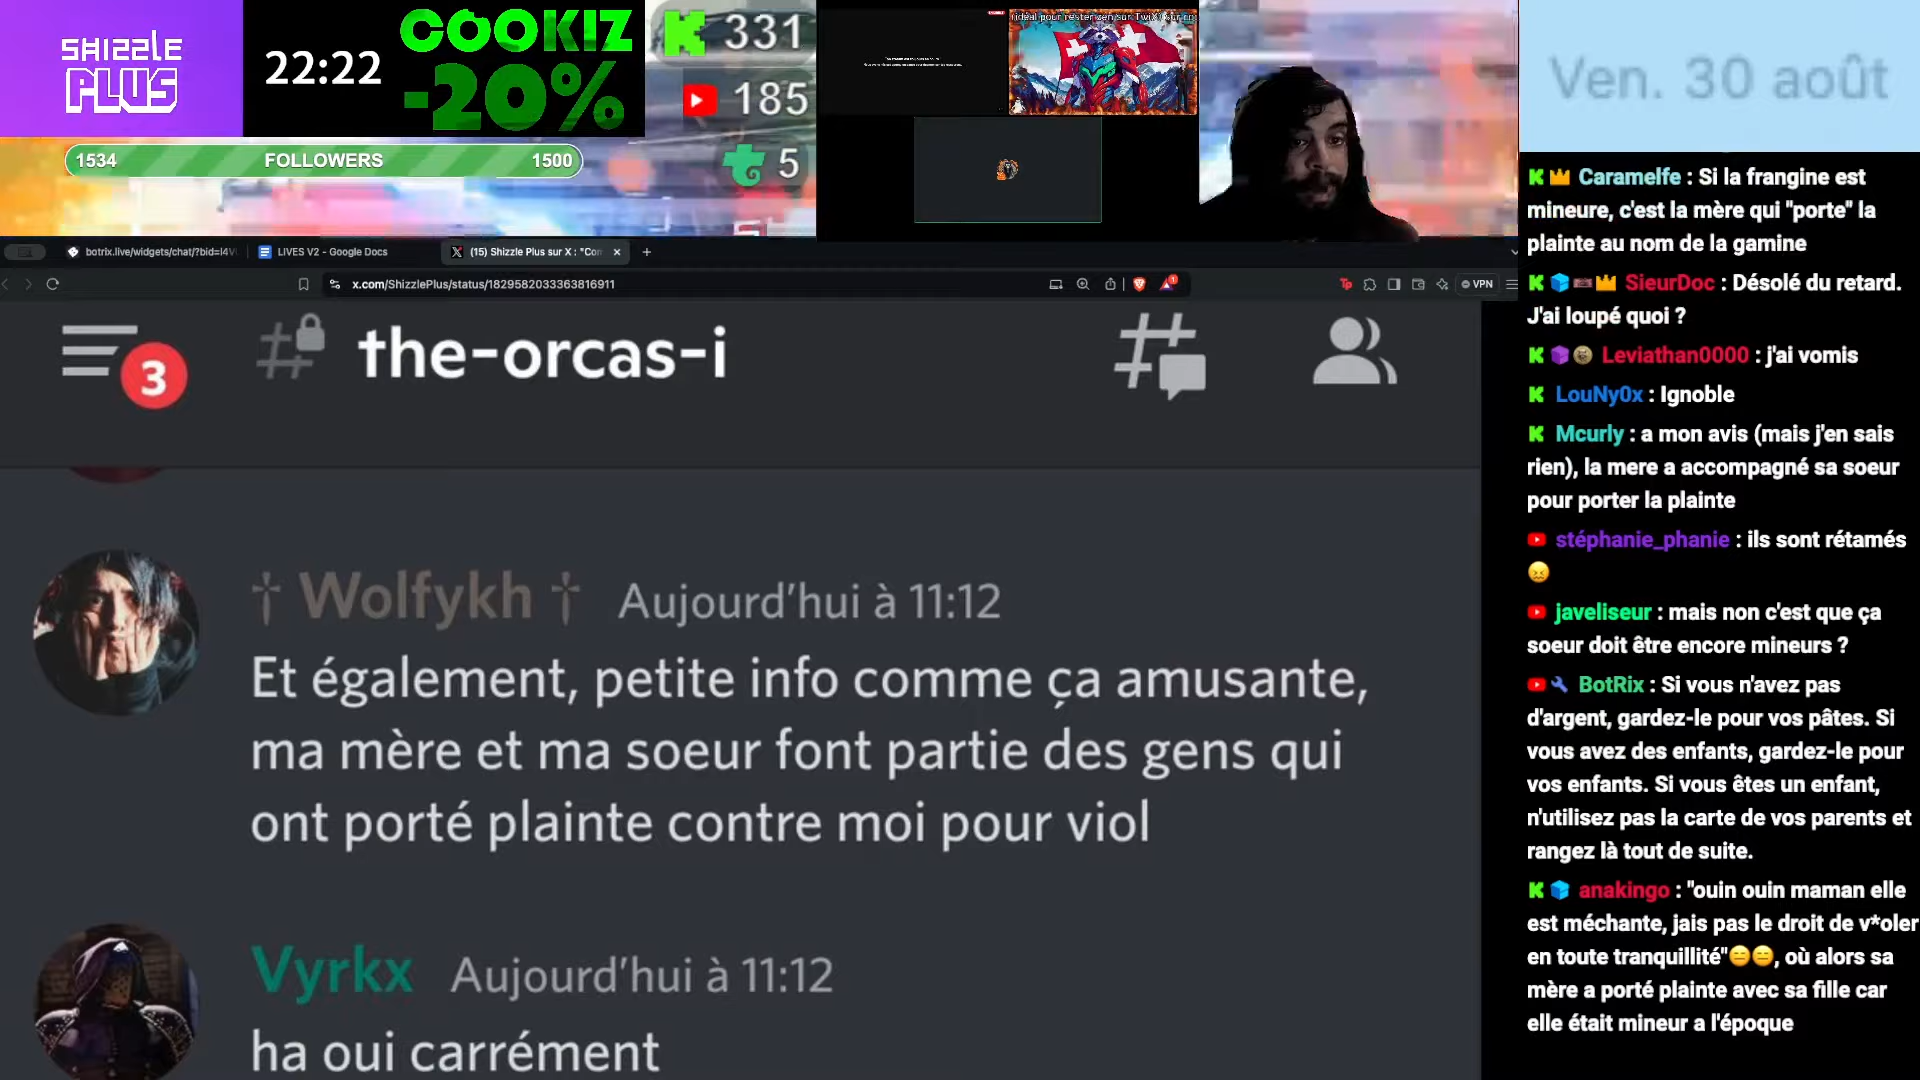 SHIZZLE
PLUS
22:22
COOKIZ
-20%
331
185
5
1534 FOLLOWERS 1500
(idéal pour rester zen sur TwiX) sur
Ven. 30 août
botrix.live/widgets/chat/?bid=I4V
LIVES V2 - Google Docs
(15) Shizzle Plus sur X : "Con
x.com/ShizzlePlus/status/1829582033363816911
VPN
3
the-orcas-i
† Wolfykh † Aujourd'hui à 11:12
Et également, petite info comme ça amusante,
ma mère et ma soeur font partie des gens qui
ont porté plainte contre moi pour viol
Vyrkx Aujourd'hui à 11:12
ha oui carrément
Caramelfe : Si la frangine est
mineure, c'est la mère qui "porte" la
plainte au nom de la gamine
SieurDoc : Désolé du retard.
J'ai loupé quoi ?
Leviathan0000 : j'ai vomis
LouNy0x : Ignoble
Mcurly : a mon avis (mais j'en sais
rien), la mere a accompagné sa soeur
pour porter la plainte
stéphanie_phanie : ils sont rétamés
😖
javeliseur : mais non c'est que ça
soeur doit être encore mineurs ?
BotRix : Si vous n'avez pas
d'argent, gardez-le pour vos pâtes. Si
vous avez des enfants, gardez-le pour
vos enfants. Si vous êtes un enfant,
n'utilisez pas la carte de vos parents et
rangez là tout de suite.
anakingo : "ouin ouin maman elle
est méchante, jais pas le droit de v*oler
en toute tranquillité"😑😑, où alors sa
mère a porté plainte avec sa fille car
elle était mineur a l'époque